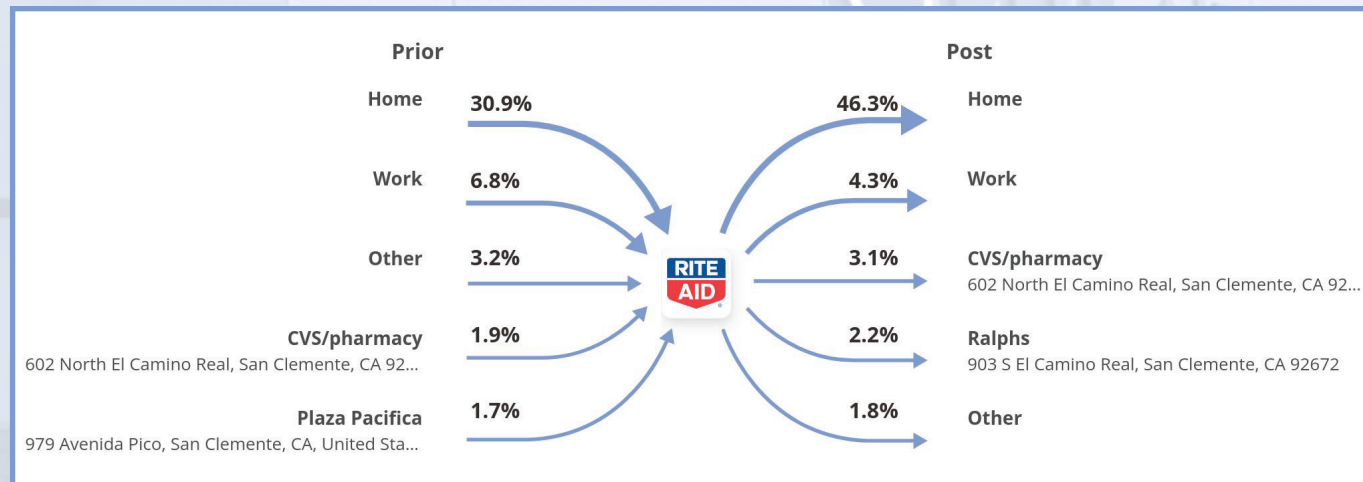 Prior
Post
Home
30.9%
46.3%
Home
Work
6.8%
4.3%
Work
Other
3.2%
3.1%
CVS/pharmacy
602 North El Camino Real, San Clemente, CA 92...
RITE
AID
CVS/pharmacy
602 North El Camino Real, San Clemente, CA 92...
1.9%
2.2%
Ralphs
903 S El Camino Real, San Clemente, CA 92672
Plaza Pacifica
979 Avenida Pico, San Clemente, CA, United Sta...
1.7%
1.8%
Other